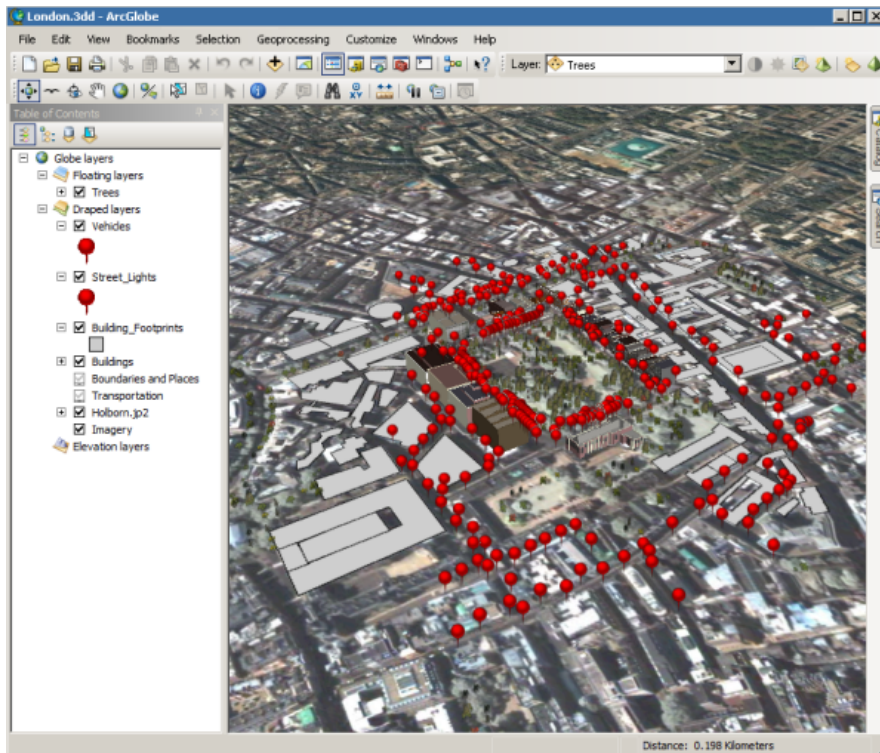 London.3dd - ArcGlobe
File Edit View Bookmarks Selection Geoprocessing Customize Windows Help
Layer: Trees
Table of Contents
Globe layers
Floating layers
Trees
Draped layers
Vehicles
Street_Lights
Building_Footprints
Buildings
Boundaries and Places
Transportation
Holborn.jp2
Imagery
Elevation layers
Catalog
Search
Distance: 0.198 Kilometers